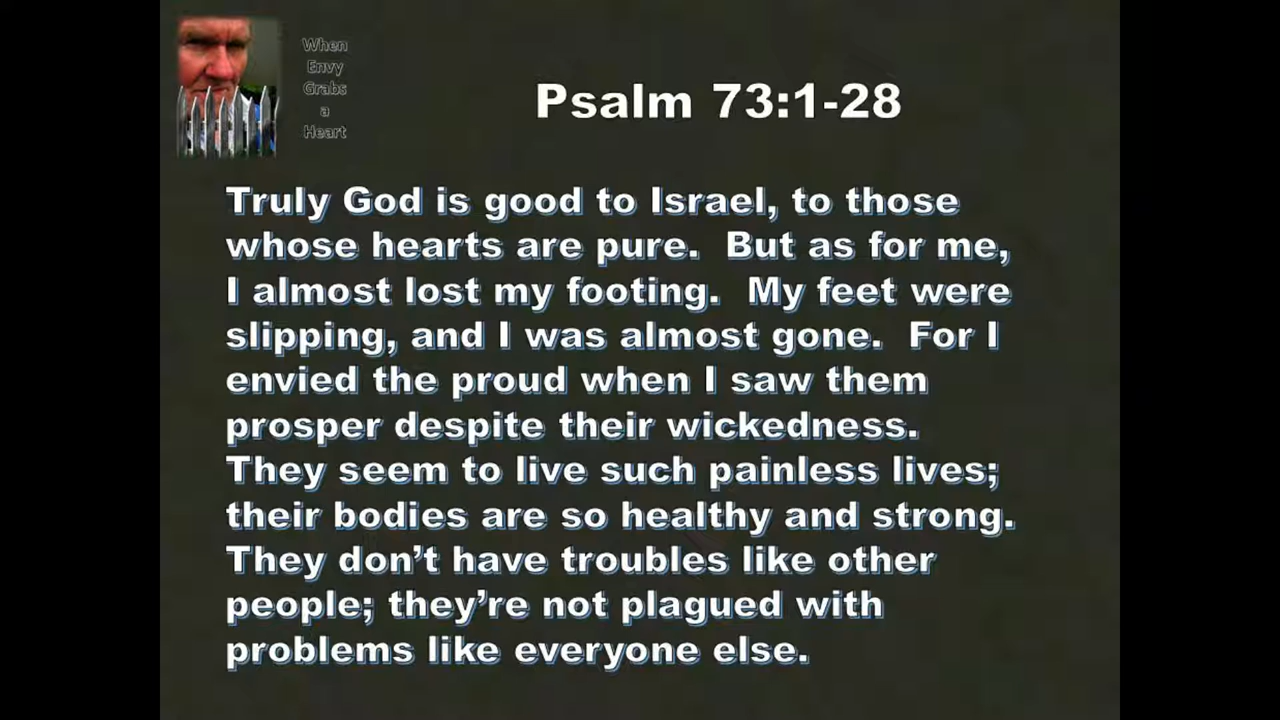 When
Envy
Grabs
a
Heart
Psalm 73:1-28
Truly God is good to Israel, to those
whose hearts are pure.  But as for me,
I almost lost my footing.  My feet were
slipping, and I was almost gone.  For I
envied the proud when I saw them
prosper despite their wickedness.
They seem to live such painless lives;
their bodies are so healthy and strong.
They don’t have troubles like other
people; they’re not plagued with
problems like everyone else.